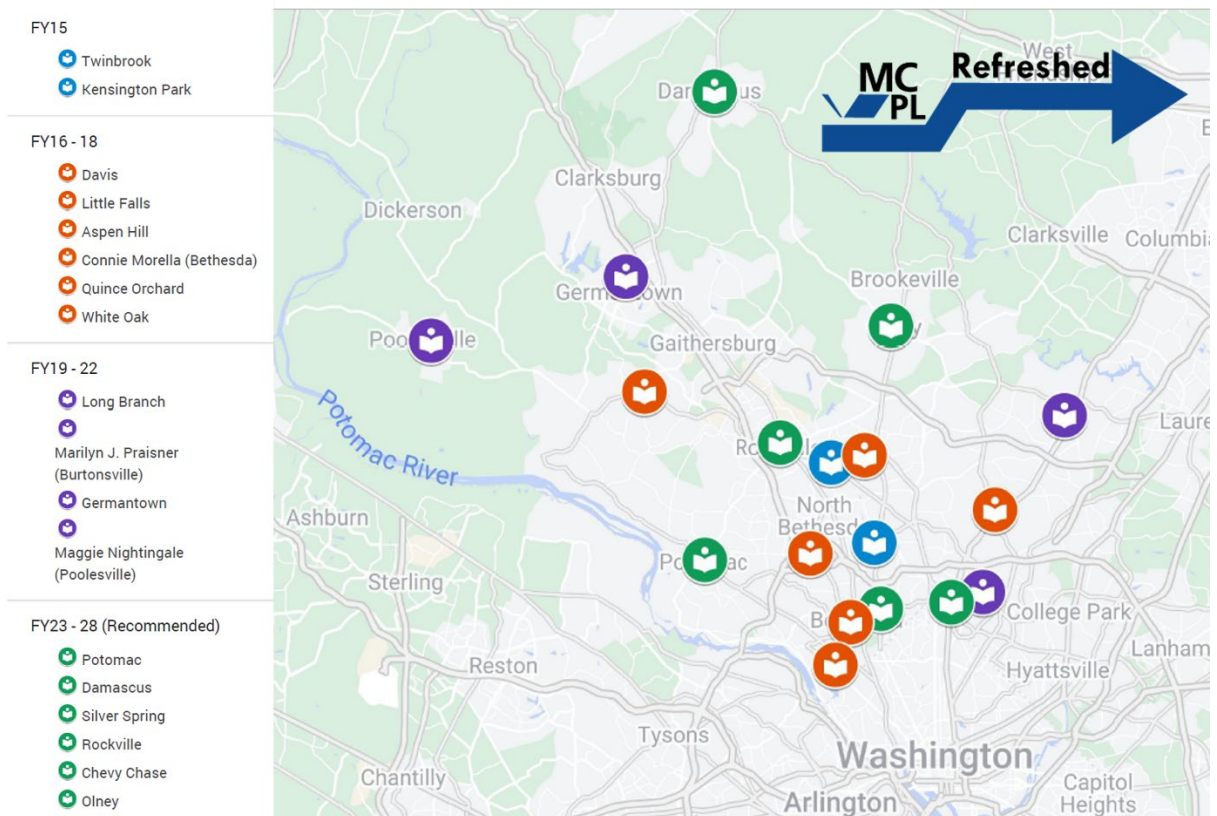 FY15
Twinbrook
Kensington Park
FY16 - 18
Davis
Little Falls
Aspen Hill
Connie Morella (Bethesda)
Quince Orchard
White Oak
FY19 - 22
Long Branch
Marilyn J. Praisner
(Burtonsville)
Germantown
Maggie Nightingale
(Poolesville)
FY23 - 28 (Recommended)
Potomac
Damascus
Silver Spring
Rockville
Chevy Chase
Olney
MC
PL
Refreshed
West
Clarksburg
Dickerson
Clarksville
Columbia
Brookeville
Gaithersburg
Potomac River
North
Ashburn
Sterling
College Park
Reston
Hyattsville
Lanham
Tysons
Washington
Chantilly
Arlington
Capitol
Heights